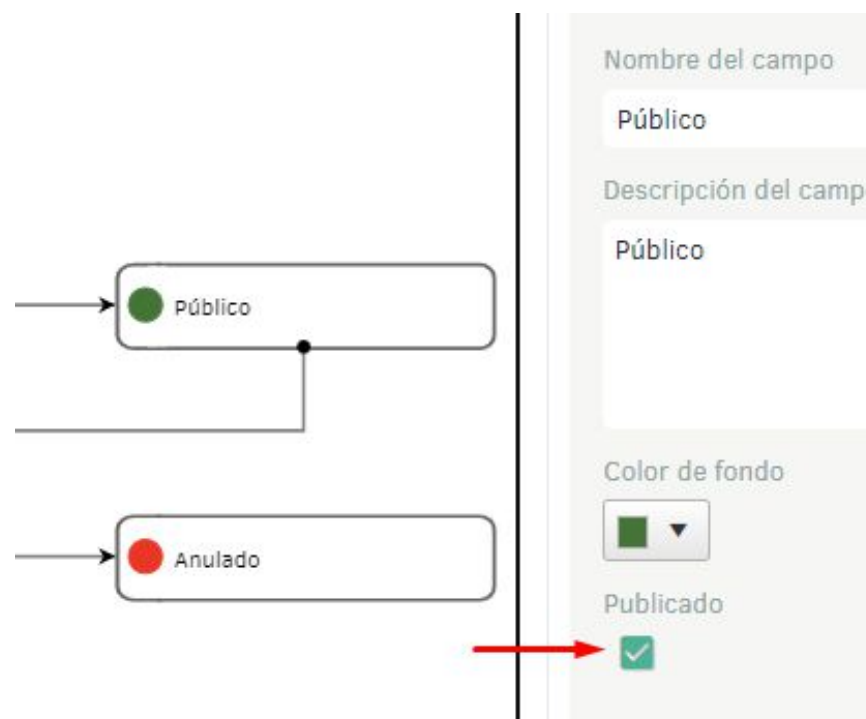 Nombre del campo
Público
Descripción del camp
Público
Público
Anulado
Color de fondo
Publicado